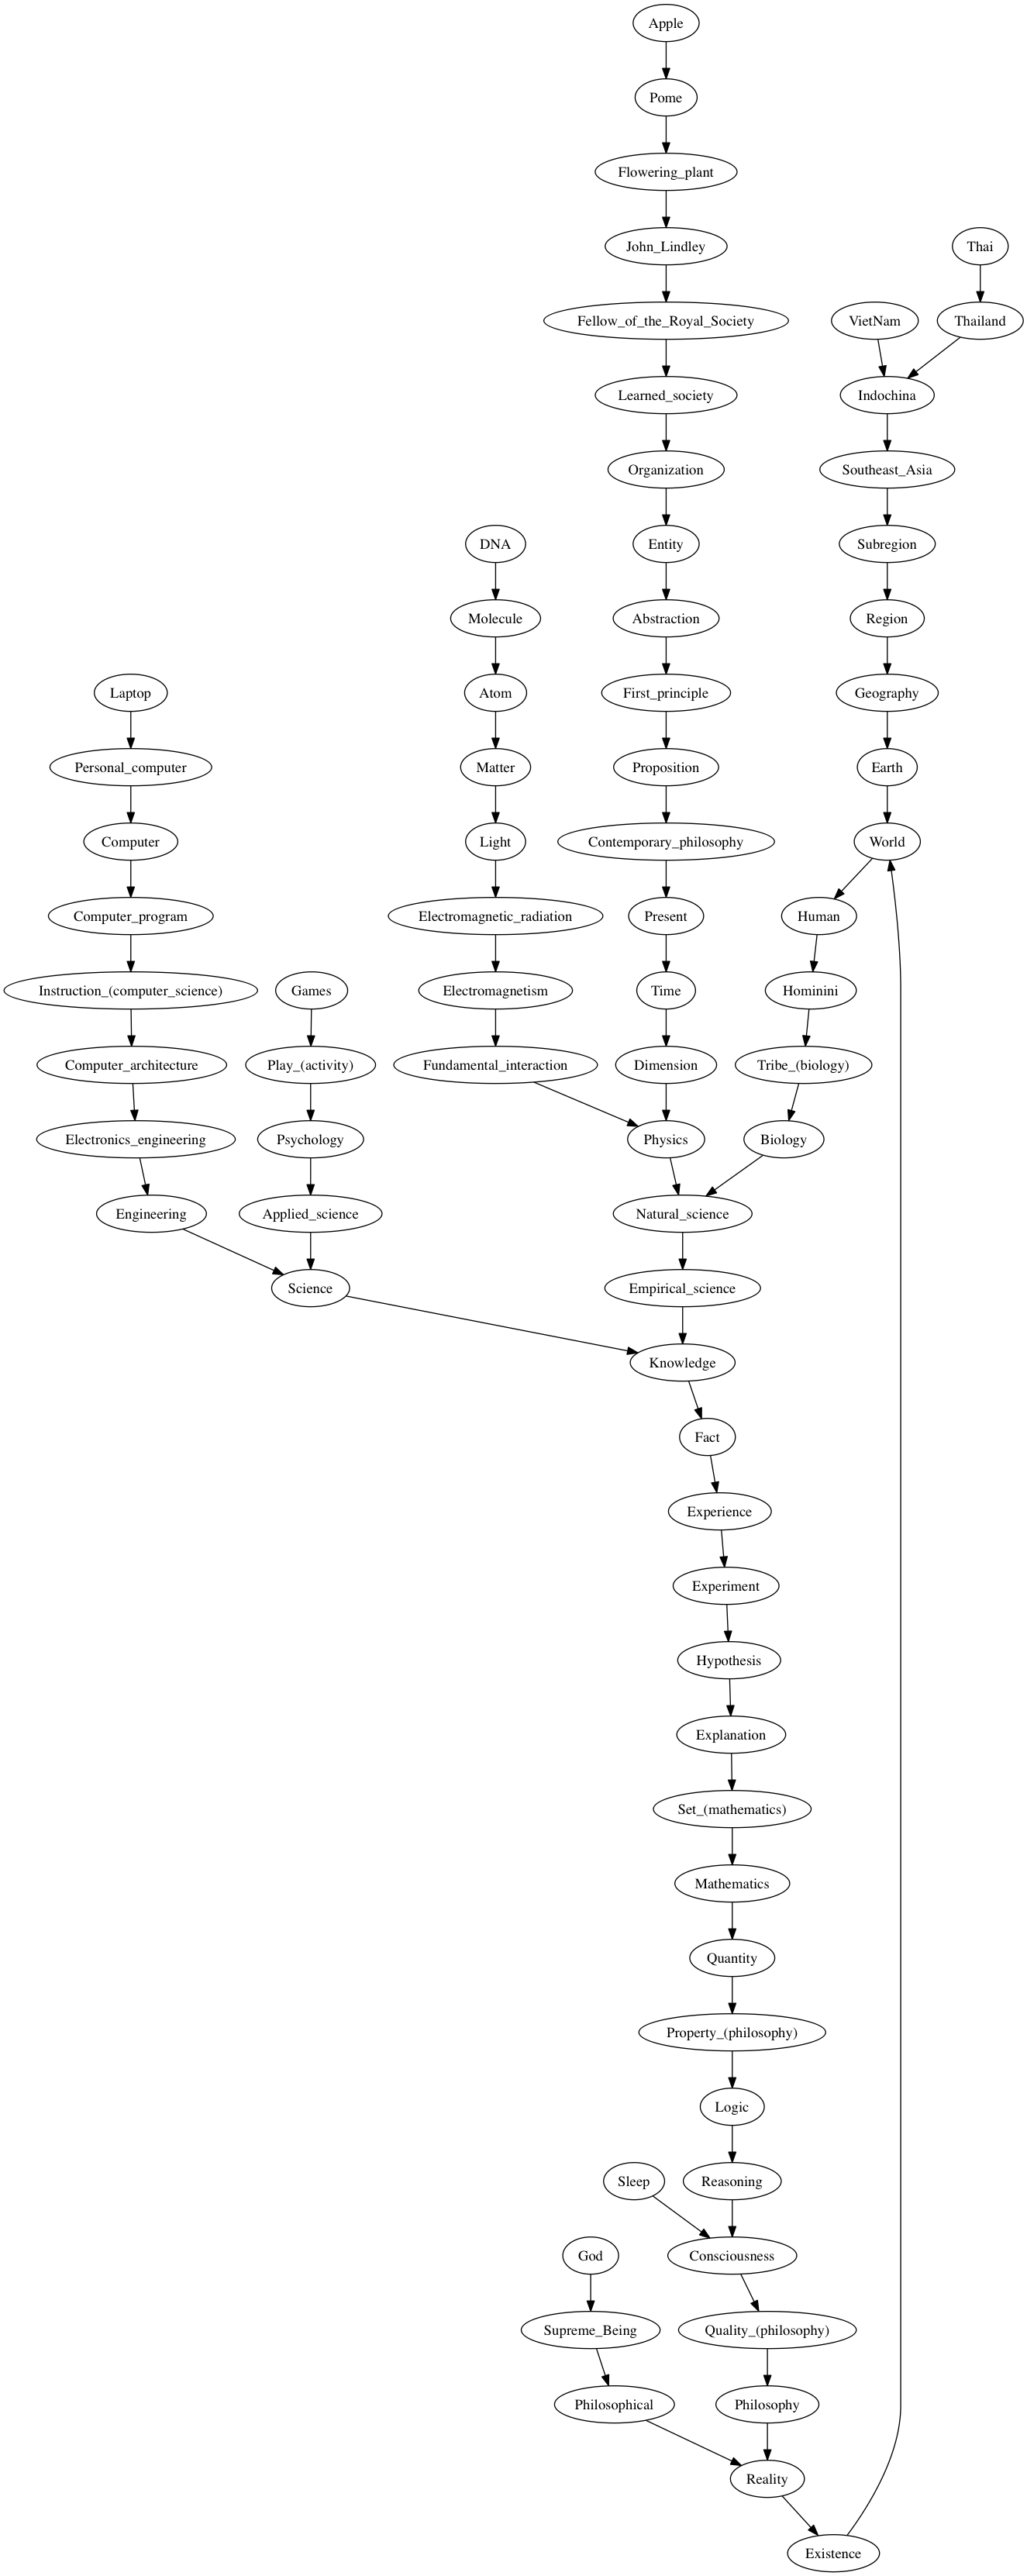 Apple
Pome
Flowering_plant
John_Lindley
Thai
Fellow_of_the_Royal_Society
VietNam
Thailand
Learned_society
Indochina
Organization
Southeast_Asia
DNA
Entity
Subregion
Molecule
Abstraction
Region
Laptop
Atom
First_principle
Geography
Personal_computer
Matter
Proposition
Earth
Computer
Light
Contemporary_philosophy
World
Computer_program
Electromagnetic_radiation
Present
Human
Instruction_(computer_science)
Games
Electromagnetism
Time
Hominini
Computer_architecture
Play_(activity)
Fundamental_interaction
Dimension
Tribe_(biology)
Electronics_engineering
Psychology
Physics
Biology
Engineering
Applied_science
Natural_science
Science
Empirical_science
Knowledge
Fact
Experience
Experiment
Hypothesis
Explanation
Set_(mathematics)
Mathematics
Quantity
Property_(philosophy)
Logic
Sleep
Reasoning
God
Consciousness
Supreme_Being
Quality_(philosophy)
Philosophical
Philosophy
Reality
Existence